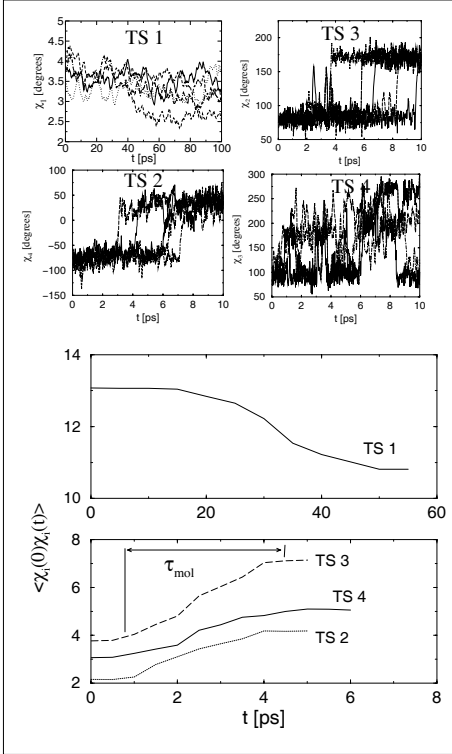 TS 1
χ₁ [degrees]
5
4.5
4
3.5
3.0
2.5
2
0 20 40 60 80 100
t [ps]
TS 3
χ₂ [degrees]
200
150
100
50
0 2 4 6 8 10
t [ps]
TS 2
χ₄ [degrees]
100
50
0
−50
−100
−150
0 2 4 6 8 10
t [ps]
TS 4
χ₃ [degrees]
300
250
200
150
100
50
0 2 4 6 8 10
t [ps]
13
12
11
10
TS 1
0 20 40 60
<χᵢ(0)χᵢ(t)>
8
6
4
2
τmol
TS 3
TS 4
TS 2
0 2 4 6 8
t [ps]